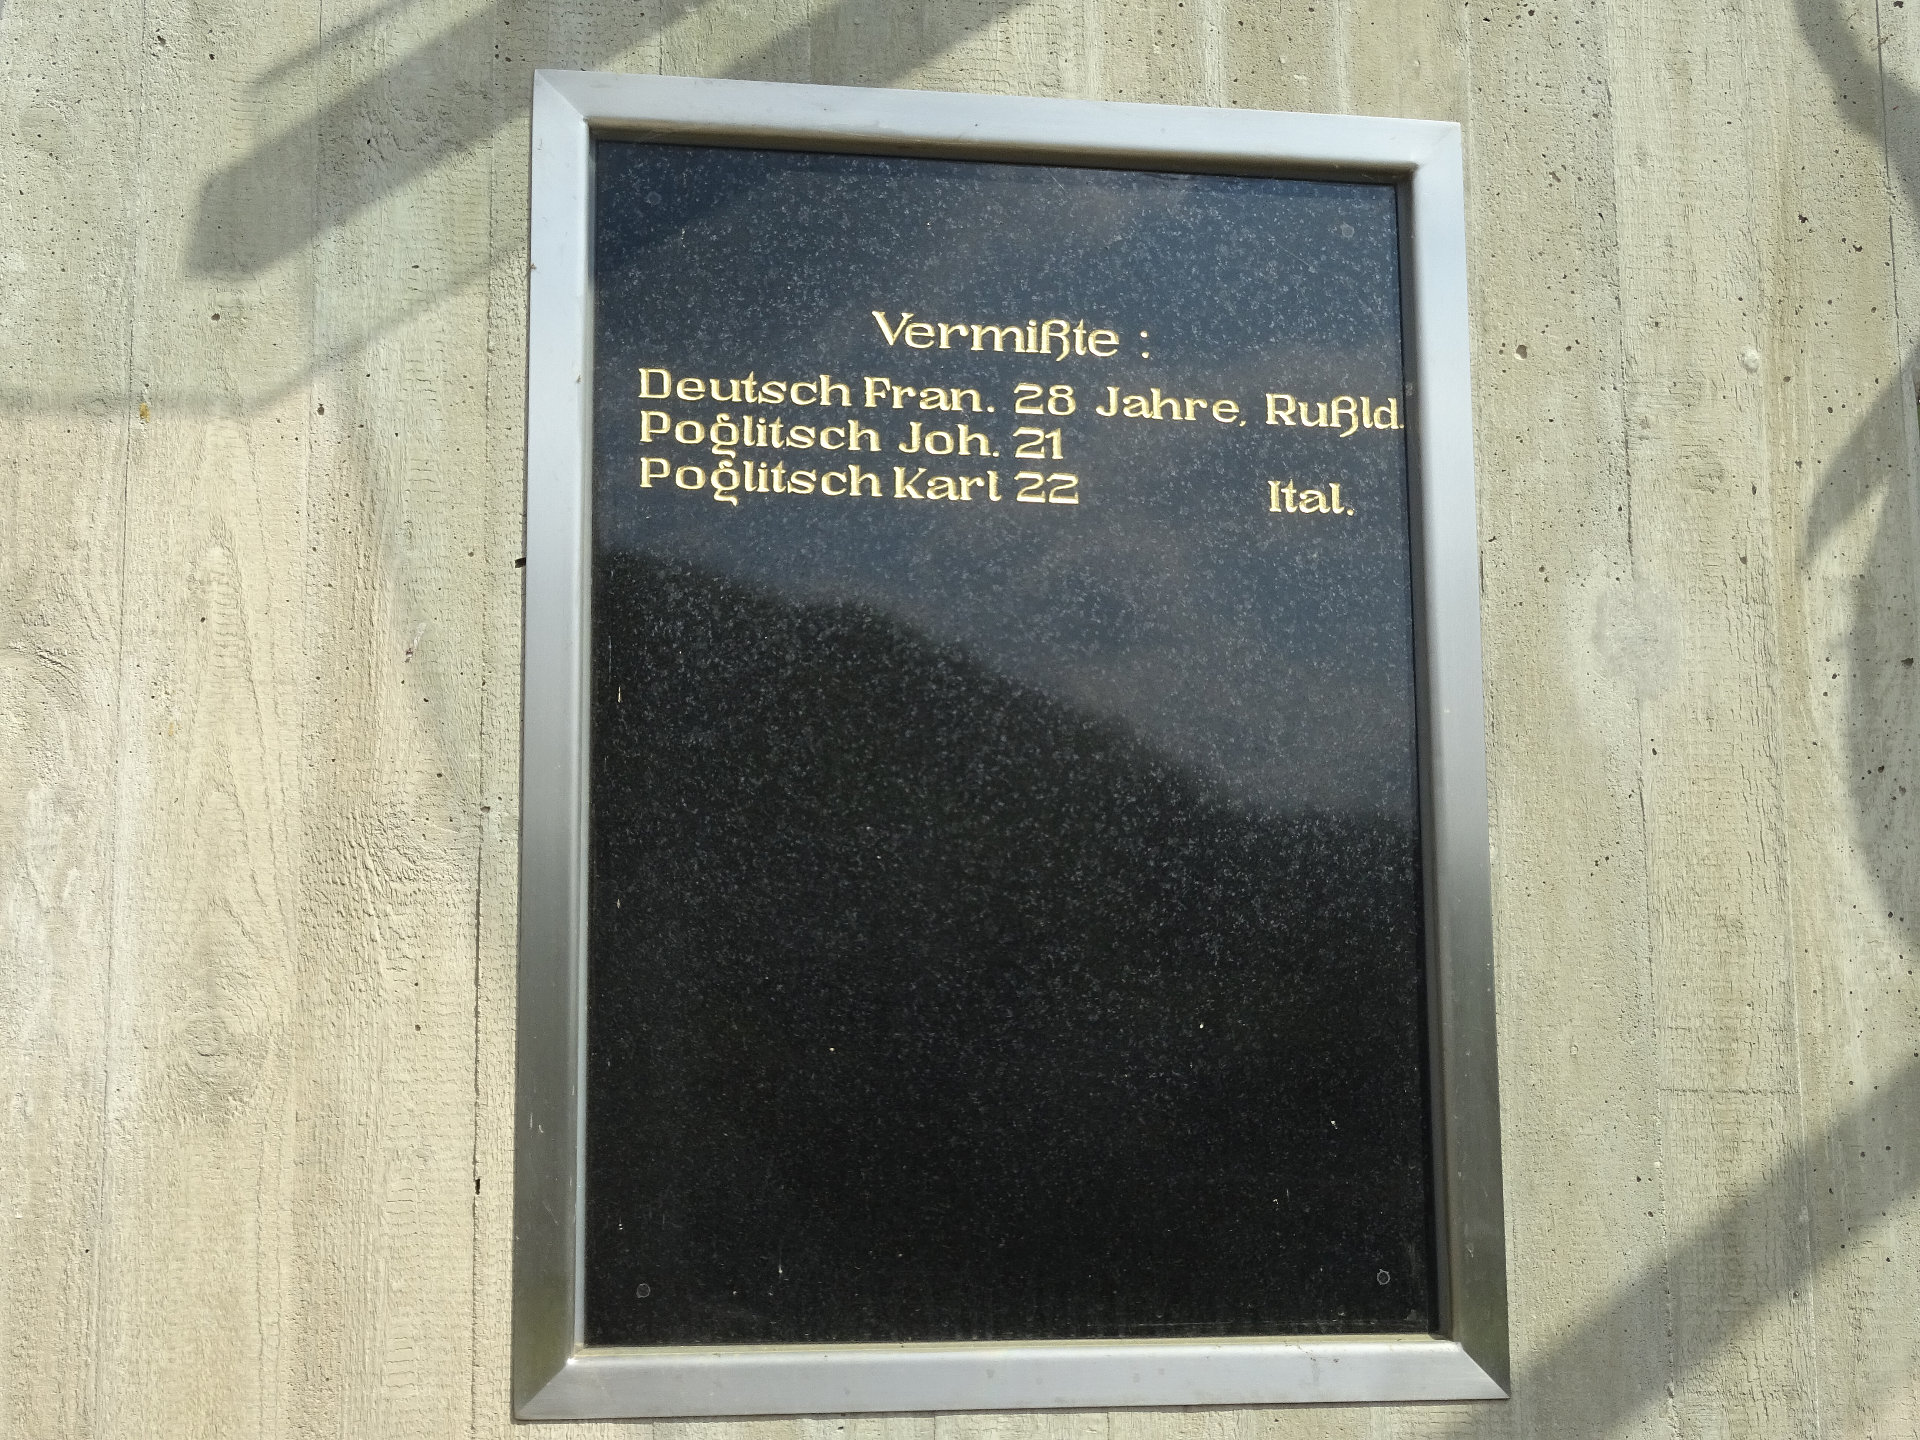 Vermißte :
Deutsch Fran. 28 Jahre, Rußld.
Poglitsch Joh. 21
Poglitsch Karl 22 Ital.